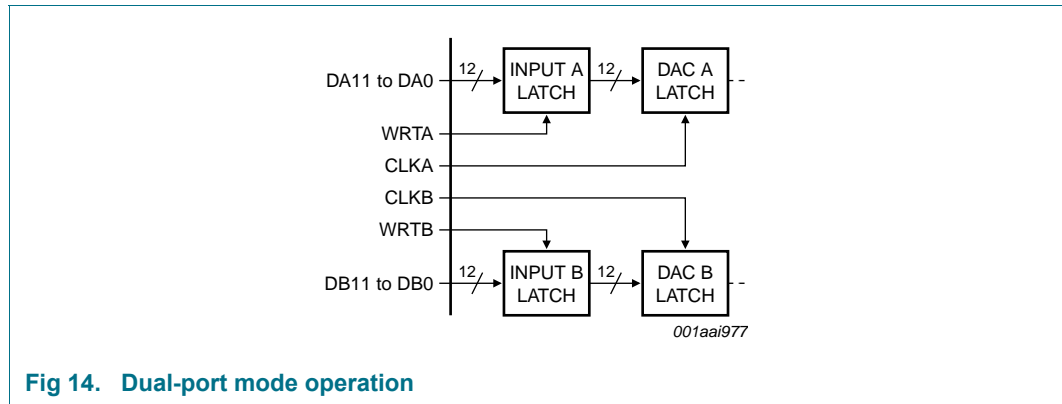 DA11 to DA0
12
INPUT A
LATCH
12
DAC A
LATCH
WRTA
CLKA
CLKB
WRTB
DB11 to DB0
12
INPUT B
LATCH
12
DAC B
LATCH
001aai977
Fig 14. Dual-port mode operation